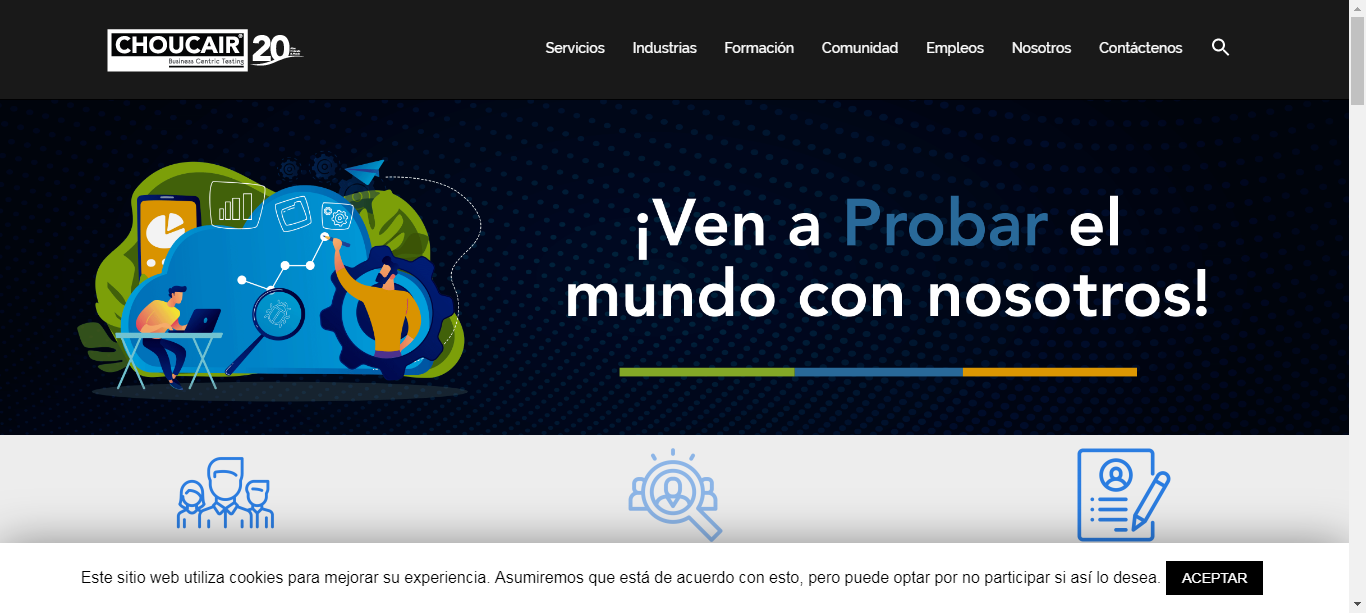 CHOUCAIR®
Business Centric Testing
20
Servicios
Industrias
Formación
Comunidad
Empleos
Nosotros
Contáctenos
¡Ven a Probar el
mundo con nosotros!
Este sitio web utiliza cookies para mejorar su experiencia. Asumiremos que está de acuerdo con esto, pero puede optar por no participar si así lo desea.
ACEPTAR